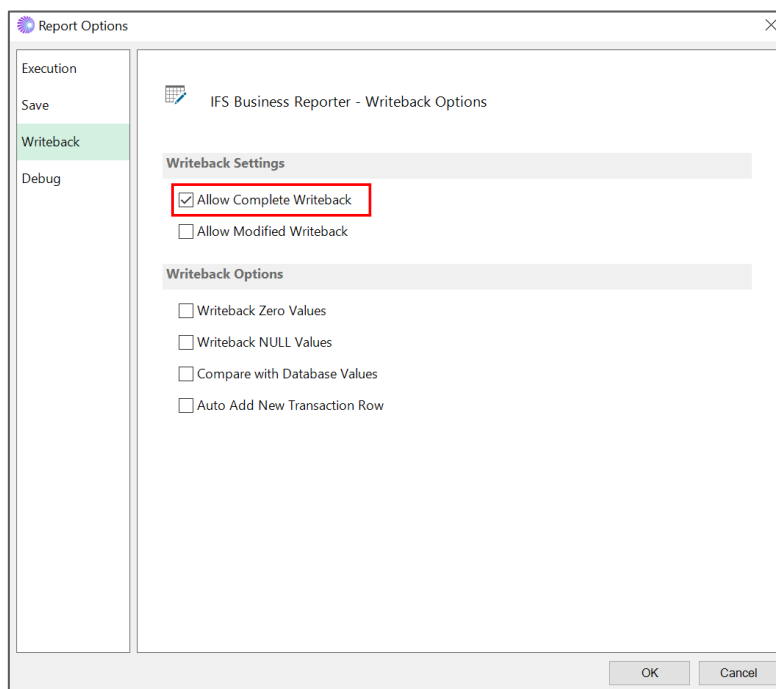 Report Options
Execution
Save
Writeback
Debug
IFS Business Reporter - Writeback Options
Writeback Settings
Allow Complete Writeback
Allow Modified Writeback
Writeback Options
Writeback Zero Values
Writeback NULL Values
Compare with Database Values
Auto Add New Transaction Row
OK
Cancel